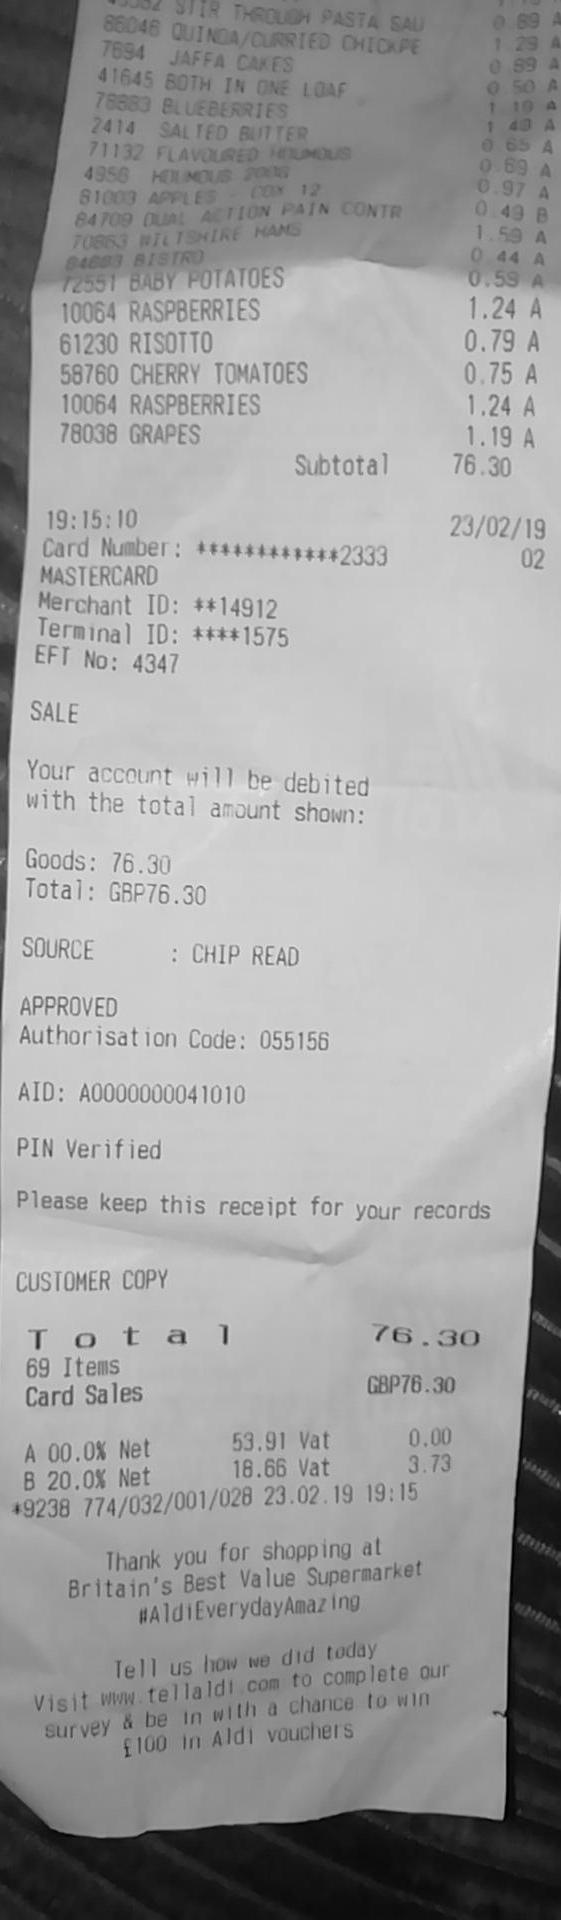 STIR THROUGH PASTA SAU 0.89 A
86046 QUINOA/CURRIED CHICKPE 1.29 A
7694 JAFFA CAKES 0.89 A
41645 BOTH IN ONE LOAF 0.50 A
78883 BLUEBERRIES 1.19 A
2414 SALTED BUTTER 1.49 A
71132 FLAVOURED HOUMOUS 0.65 A
4956 HOUMOUS 200G 0.69 A
81003 APPLES - COX 12 0.97 A
84709 DUAL ACTION PAIN CONTR 0.49 B
70863 WILTSHIRE HAMS 1.59 A
84883 BISTRO 0.44 A
72551 BABY POTATOES 0.59 A
10064 RASPBERRIES 1.24 A
61230 RISOTTO 0.79 A
58760 CHERRY TOMATOES 0.75 A
10064 RASPBERRIES 1.24 A
78038 GRAPES 1.19 A
Subtotal 76.30
19:15:10 23/02/19
Card Number: ************2333 02
MASTERCARD
Merchant ID: **14912
Terminal ID: ****1575
EFT No: 4347
SALE
Your account will be debited
with the total amount shown:
Goods: 76.30
Total: GBP76.30
SOURCE : CHIP READ
APPROVED
Authorisation Code: 055156
AID: A0000000041010
PIN Verified
Please keep this receipt for your records
CUSTOMER COPY
Total 76.30
69 Items
Card Sales GBP76.30
A 00.0% Net 53.91 Vat 0.00
B 20.0% Net 18.66 Vat 3.73
*9238 774/032/001/028 23.02.19 19:15
Thank you for shopping at
Britain's Best Value Supermarket
#AldiEverydayAmazing
Tell us how we did today
Visit www.tellaldi.com to complete our
survey & be in with a chance to win
£100 in Aldi vouchers